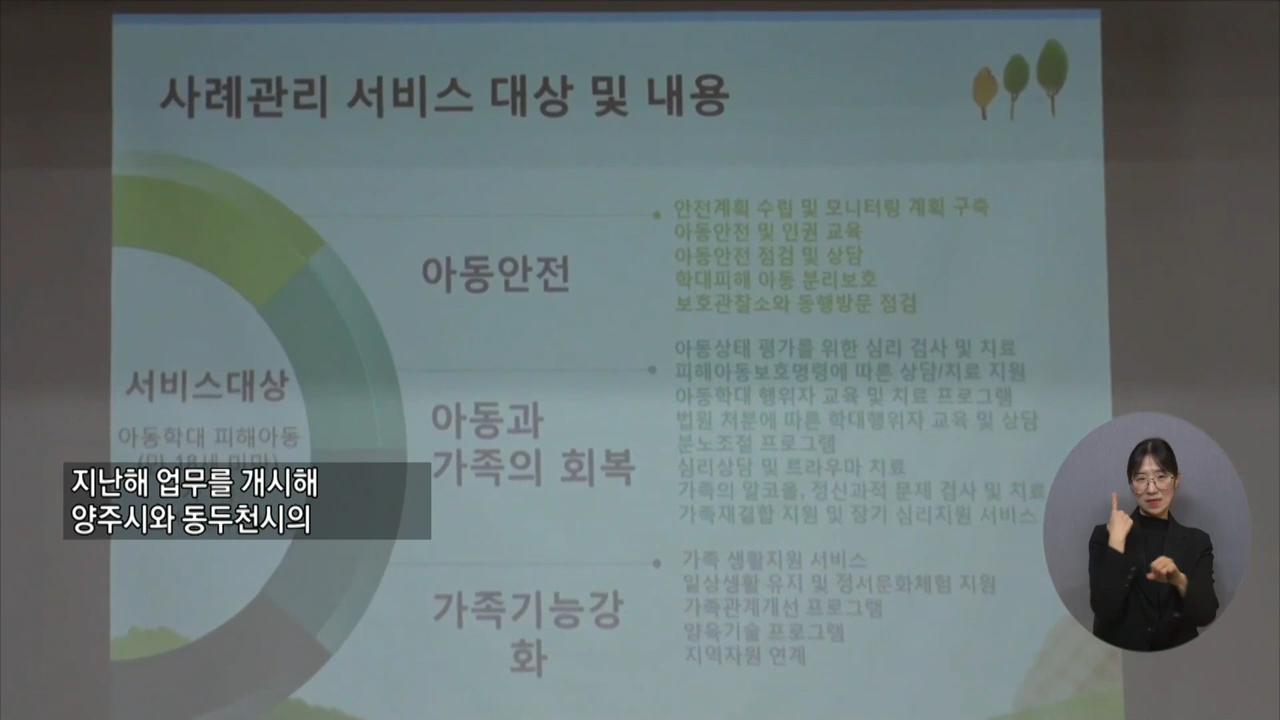 사례관리 서비스 대상 및 내용
서비스대상
아동학대 피해아동
(만 18세 미만)
아동안전
안전계획 수립 및 모니터링 계획 구축
아동안전 및 인권 교육
아동안전 점검 및 상담
학대피해 아동 분리보호
보호관찰소와 동행방문 점검
아동과
가족의 회복
아동상태 평가를 위한 심리 검사 및 치료
피해아동보호명령에 따른 상담/치료 지원
아동학대 행위자 교육 및 치료 프로그램
법원 처분에 따른 학대행위자 교육 및 상담
분노조절 프로그램
심리상담 및 트라우마 치료
가족의 알코올, 정신과적 문제 검사 및 치료
가족재결합 지원 및 장기 심리지원 서비스
가족기능강
화
가족 생활지원 서비스
일상생활 유지 및 정서문화체험 지원
가족관계개선 프로그램
양육기술 프로그램
지역자원 연계
지난해 업무를 개시해
양주시와 동두천시의